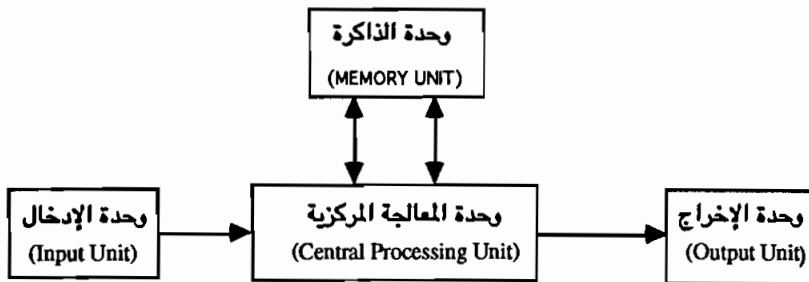 وحدة الذاكرة
(MEMORY UNIT)
وحدة الإدخال
(Input Unit)
وحدة المعالجة المركزية
(Central Processing Unit)
وحدة الإخراج
(Output Unit)